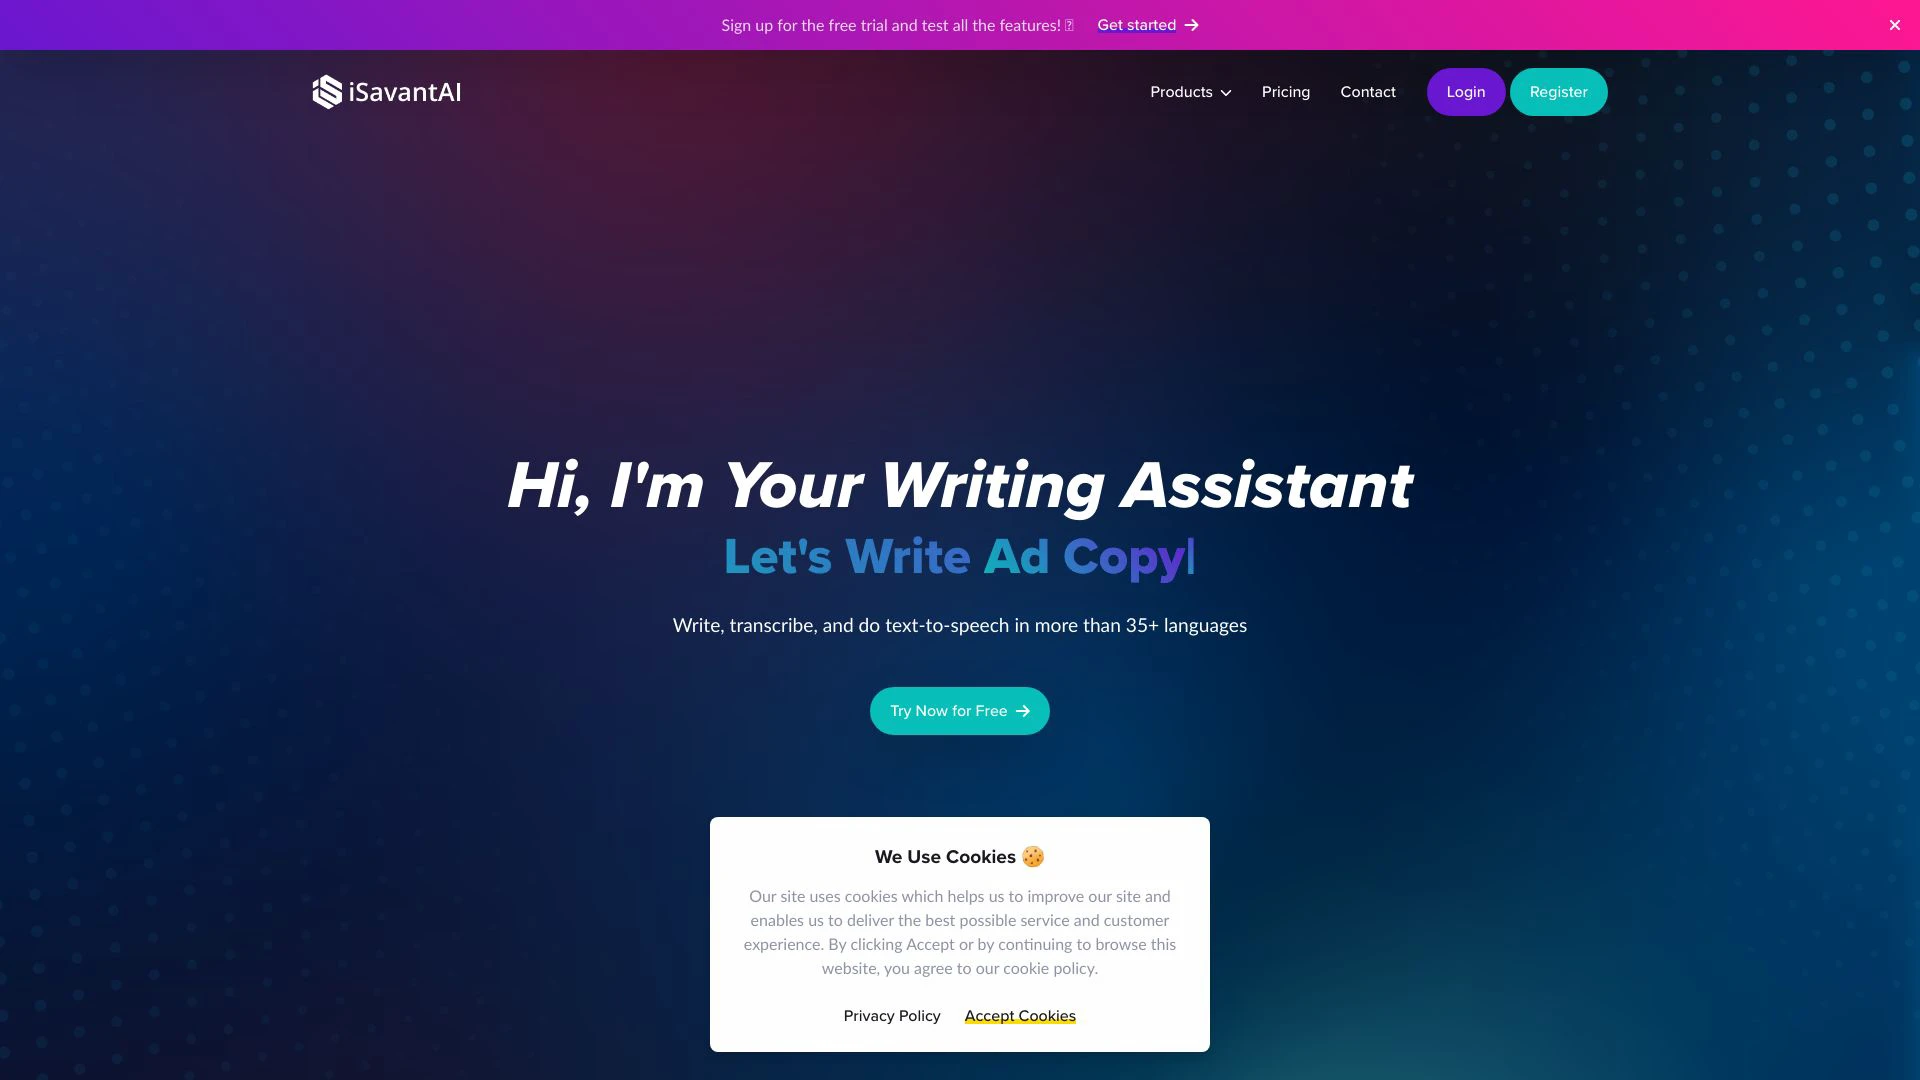 Sign up for the free trial and test all the features!
Get started
iSavantAI
Products
Pricing
Contact
Login
Register
Hi, I'm Your Writing Assistant
Let's Write Ad Copy|
Write, transcribe, and do text-to-speech in more than 35+ languages
Try Now for Free
We Use Cookies 🍪
Our site uses cookies which helps us to improve our site and
enables us to deliver the best possible service and customer
experience. By clicking Accept or by continuing to browse this
website, you agree to our cookie policy.
Privacy Policy
Accept Cookies